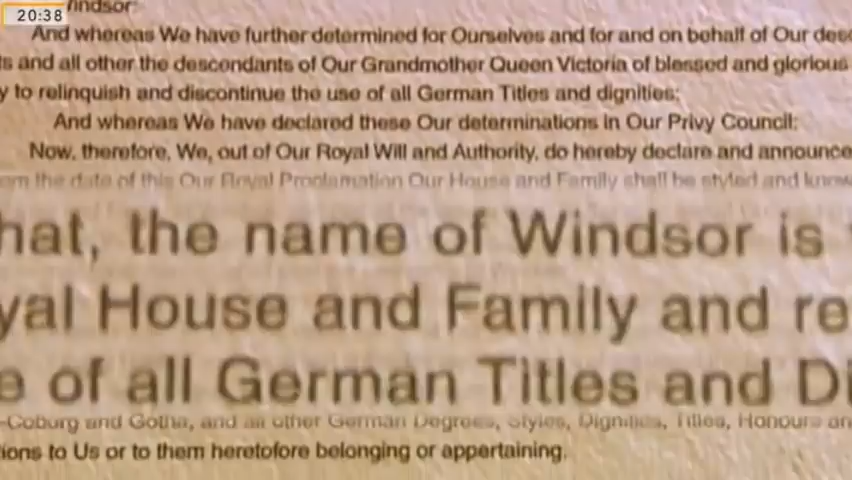 20:38
indsor:
And whereas We have further determined for Ourselves and for and on behalf of Our des
ts and all other the descendants of Our Grandmother Queen Victoria of blessed and glorious
y to relinquish and discontinue the use of all German Titles and dignities:
And whereas We have declared these Our determinations in Our Privy Council:
Now, therefore, We, out of Our Royal Will and Authority, do hereby declare and announce
om the date of this Our Royal Proclamation Our House and Family shall be styled and know
hat, the name of Windsor is
yal House and Family and re
e of all German Titles and Di
-Coburg and Gotha, and all other German Degrees, Styles, Dignities, Titles, Honours an
ions to Us or to them heretofore belonging or appertaining.